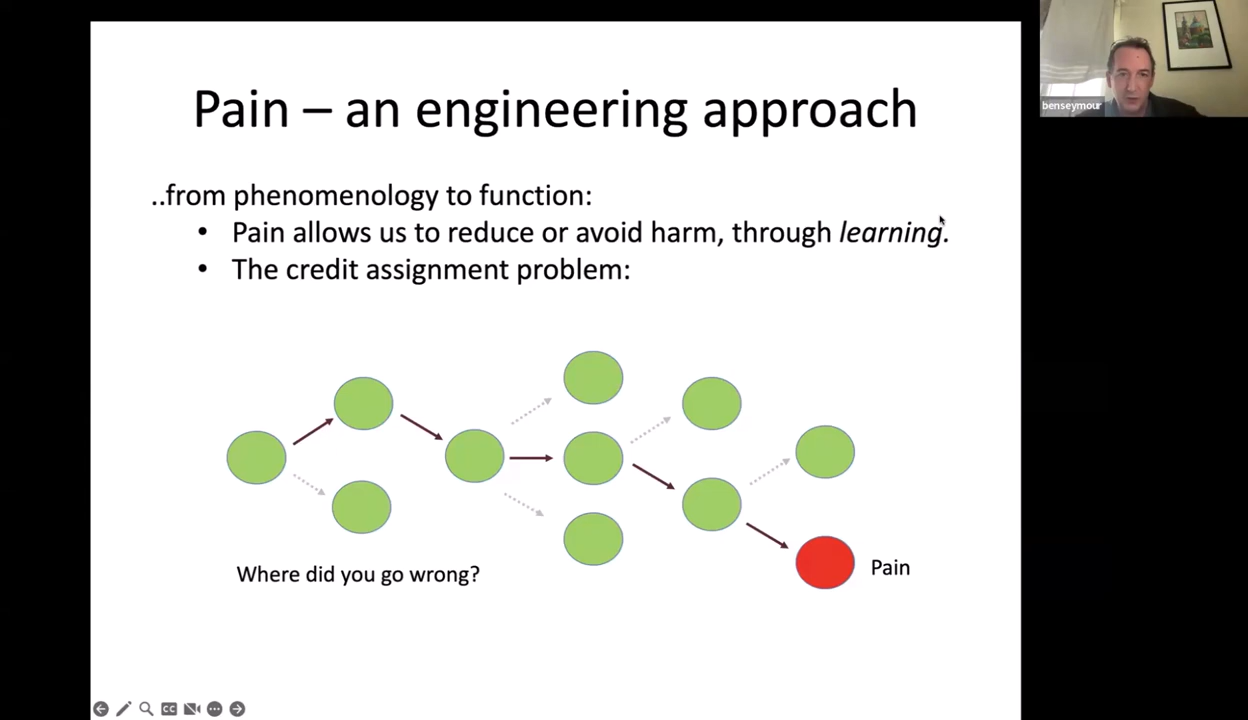 Pain – an engineering approach
benseymour
..from phenomenology to function:
• Pain allows us to reduce or avoid harm, through learning.
• The credit assignment problem:
Where did you go wrong?
Pain
CC